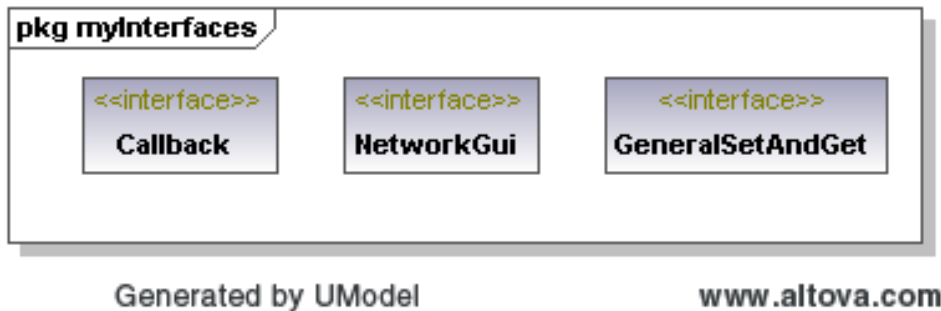 pkg myInterfaces
<<interface>> <<interface>> <<interface>>
Callback NetworkGui GeneralSetAndGet
Generated by UModel www.altova.com